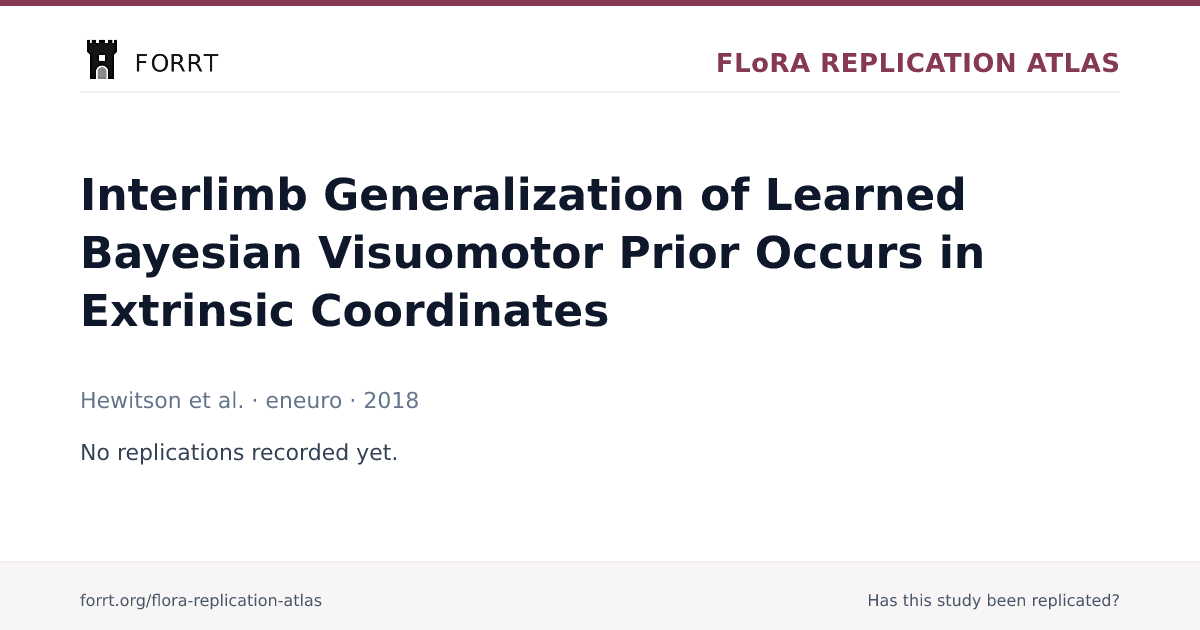 FORRT
FLoRA REPLICATION ATLAS
Interlimb Generalization of Learned
Bayesian Visuomotor Prior Occurs in
Extrinsic Coordinates
Hewitson et al. · eneuro · 2018
No replications recorded yet.
forrt.org/flora-replication-atlas
Has this study been replicated?